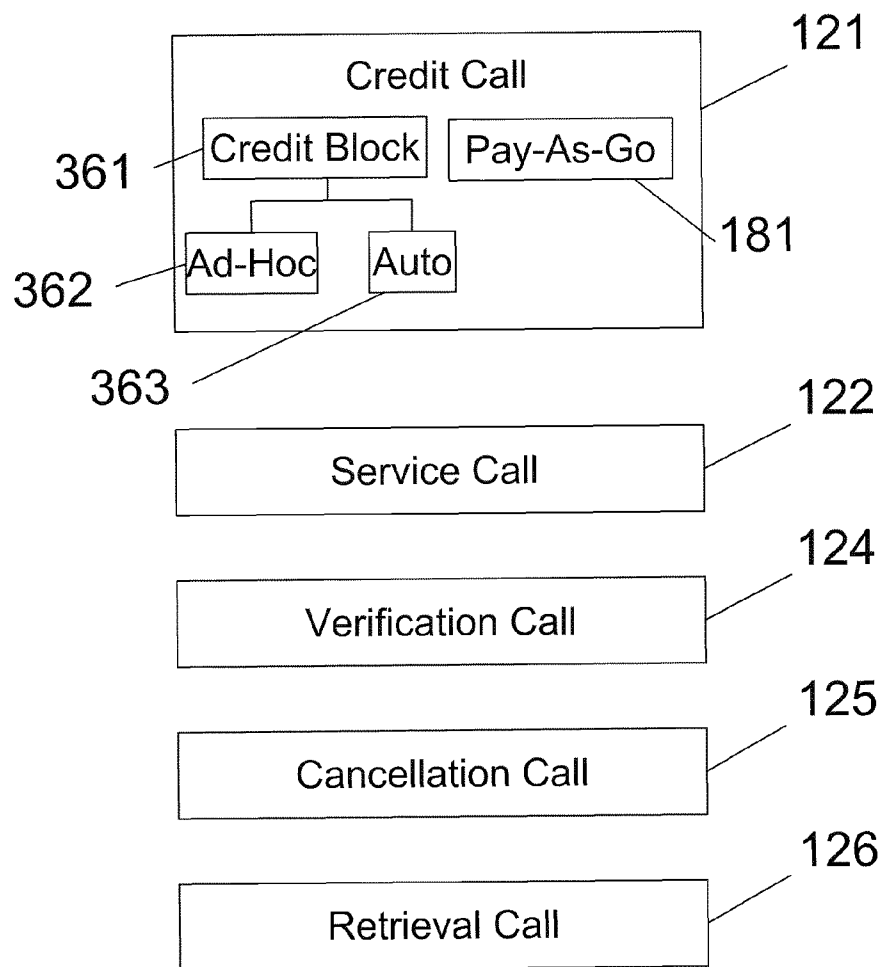 121
Credit Call
361
Credit Block
Pay-As-Go
181
362
Ad-Hoc
Auto
363
122
Service Call
124
Verification Call
125
Cancellation Call
126
Retrieval Call